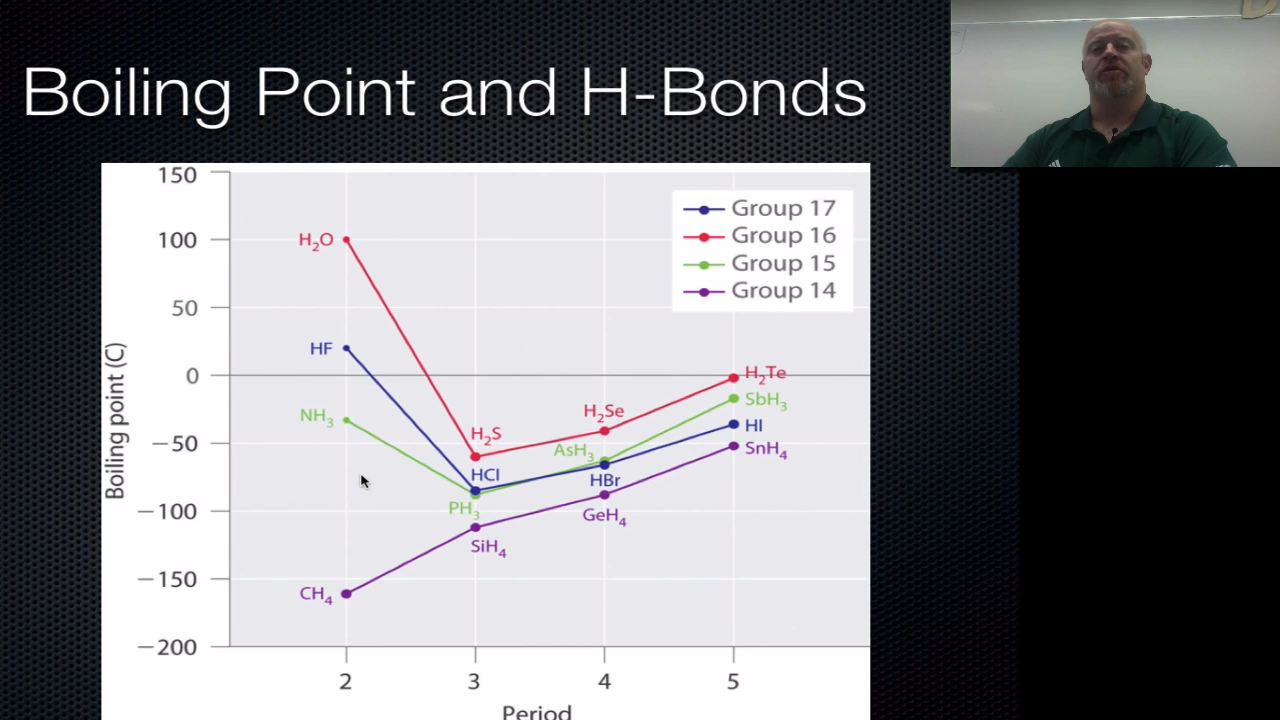 Boiling Point and H-Bonds
150
100
50
0
−50
−100
−150
−200
Boiling point (C)
Group 17
Group 16
Group 15
Group 14
H₂O
HF
NH₃
CH₄
H₂S
HCl
PH₃
SiH₄
H₂Se
AsH₃
HBr
GeH₄
H₂Te
SbH₃
HI
SnH₄
2 3 4 5
Period